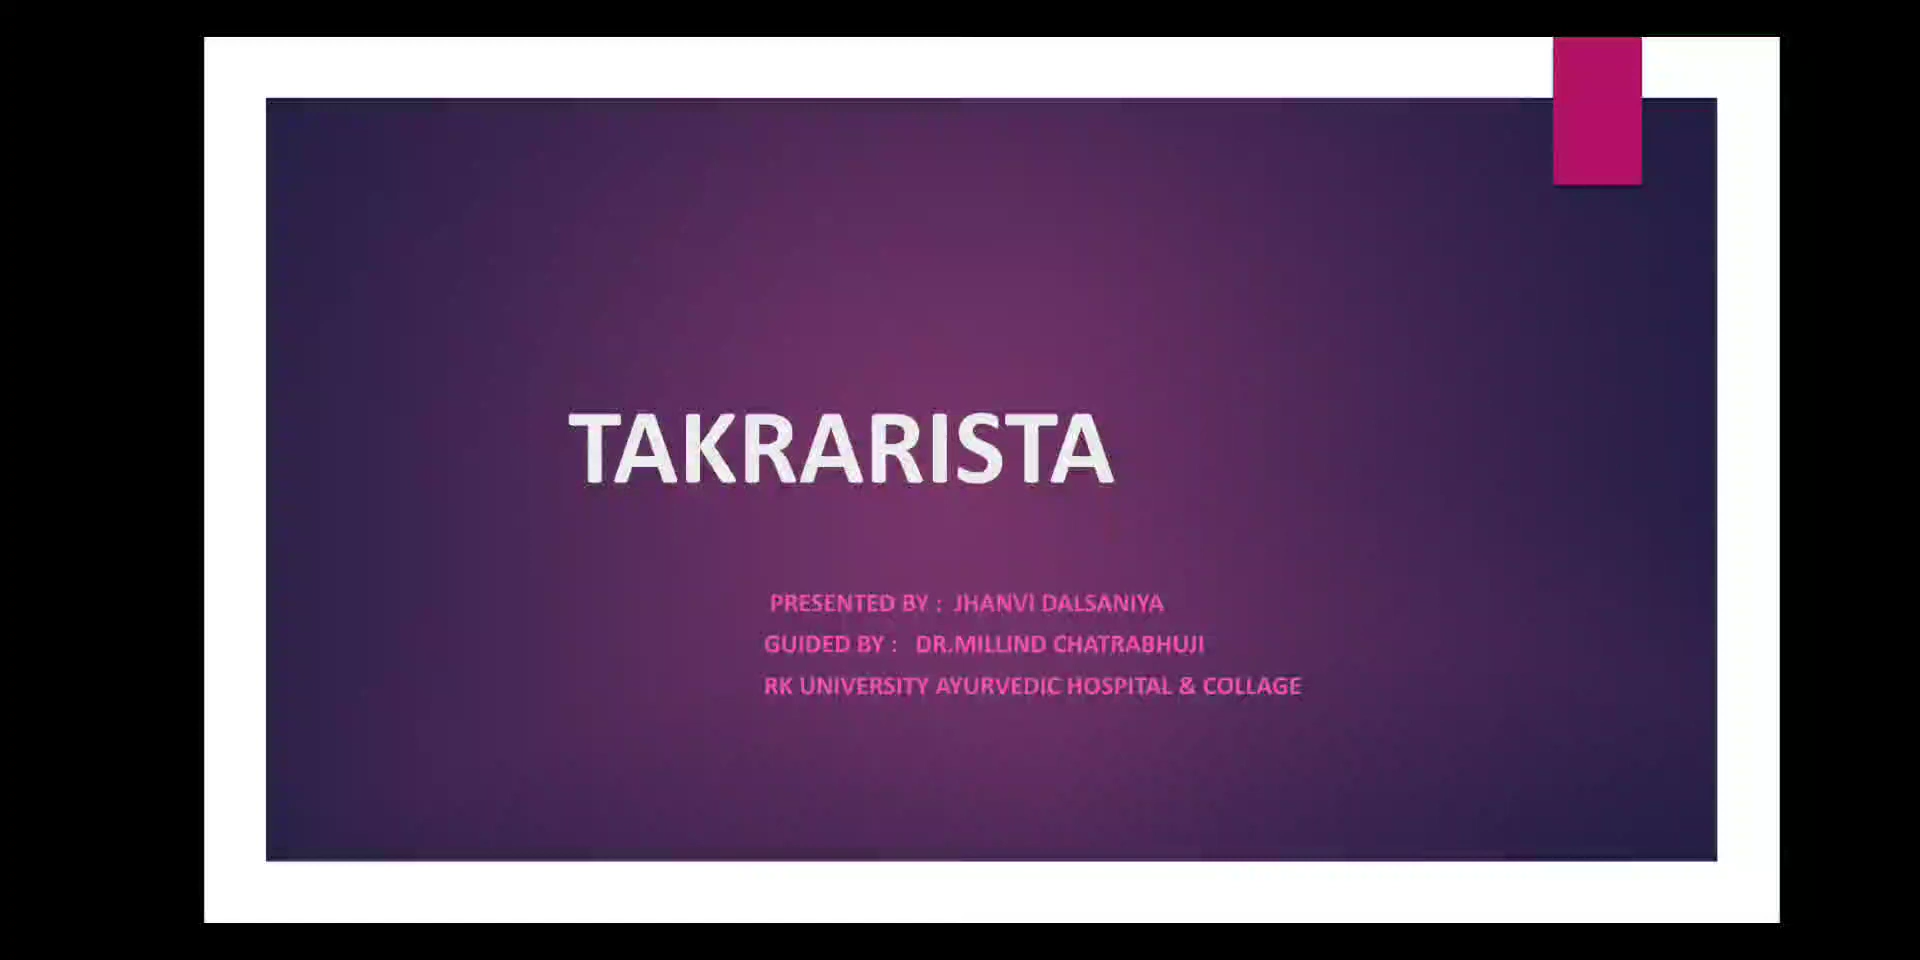 TAKRARISTA
PRESENTED BY : JHANVI DALSANIYA
GUIDED BY : DR.MILLIND CHATRABHUJI
RK UNIVERSITY AYURVEDIC HOSPITAL & COLLAGE